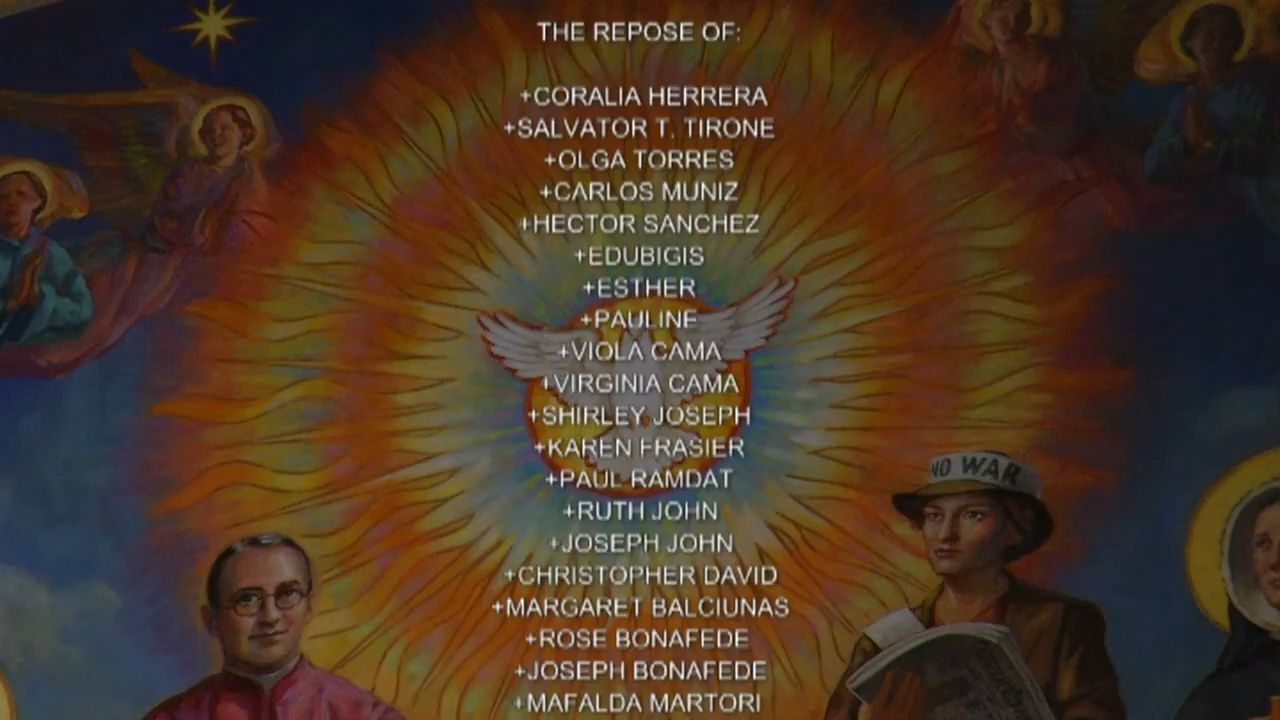 THE REPOSE OF:
+CORALIA HERRERA
+SALVATOR T. TIRONE
+OLGA TORRES
+CARLOS MUNIZ
+HECTOR SANCHEZ
+EDUBIGIS
+ESTHER
+PAULINE
+VIOLA CAMA
+VIRGINIA CAMA
+SHIRLEY JOSEPH
+KAREN FRASIER
+PAUL RAMDAT
+RUTH JOHN
+JOSEPH JOHN
+CHRISTOPHER DAVID
+MARGARET BALCIUNAS
+ROSE BONAFEDE
+JOSEPH BONAFEDE
+MAFALDA MARTORI
NO WAR